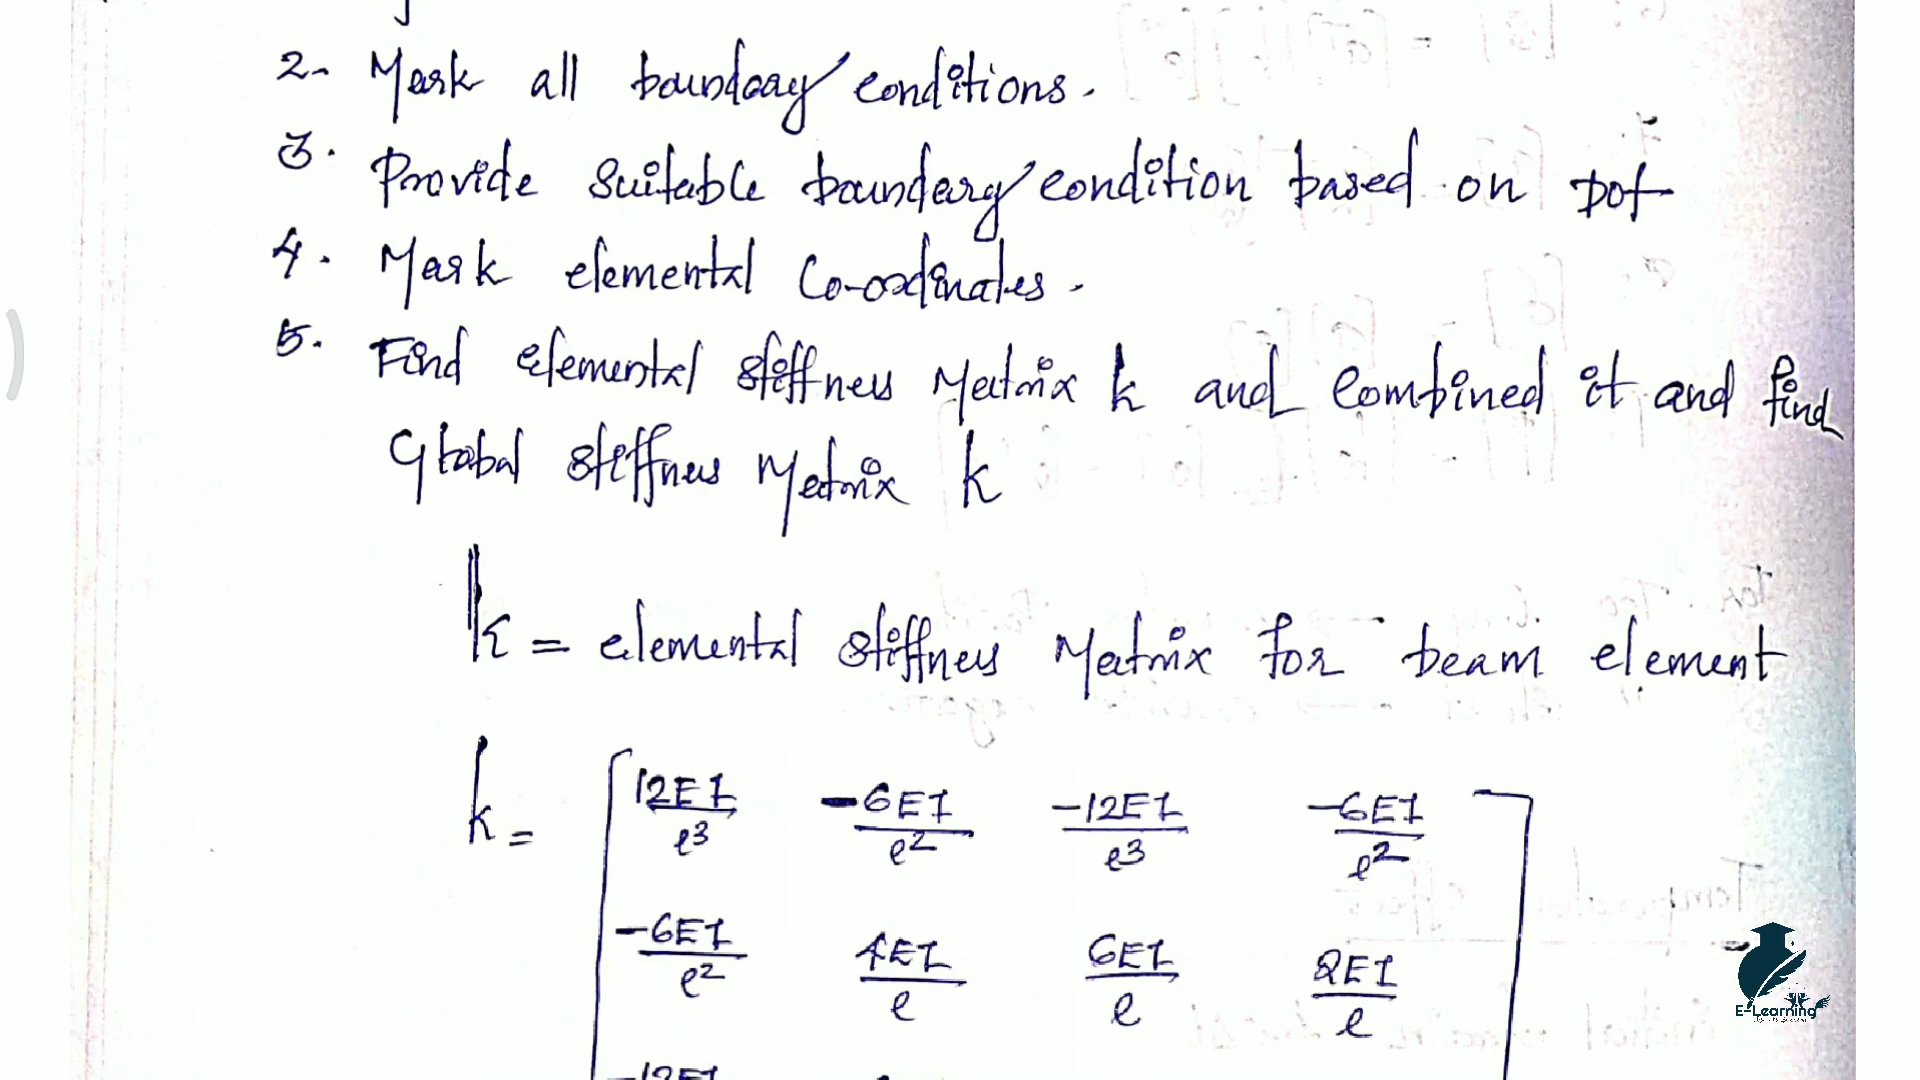 2. Mark all boundary conditions.
3. Provide suitable boundary condition based on Dof
4. Mark elemental Co-ordinates.
5. Find elemental stiffness Matrix k and combined it and find
Global stiffness Matrix k
k = elemental stiffness Matrix for beam element
k = [ 12EI/l³ -6EI/l² -12EI/l³ -6EI/l²
-6EI/l² 4EI/l 6EI/l 2EI/l
-12EI
E-Learning